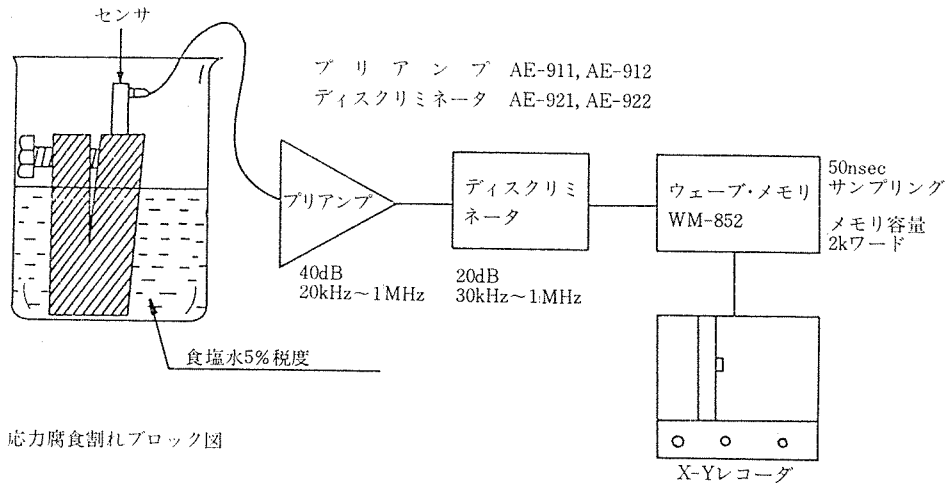 センサ
プリアンプ AE-911, AE-912
ディスクリミネータ AE-921, AE-922
プリアンプ
40dB
20kHz～1MHz
ディスクリミ
ネータ
20dB
30kHz～1MHz
ウェーブ・メモリ
WM-852
50nsec
サンプリング
メモリ容量
2kワード
食塩水5%税度
X-Yレコーダ
応力腐食割れブロック図